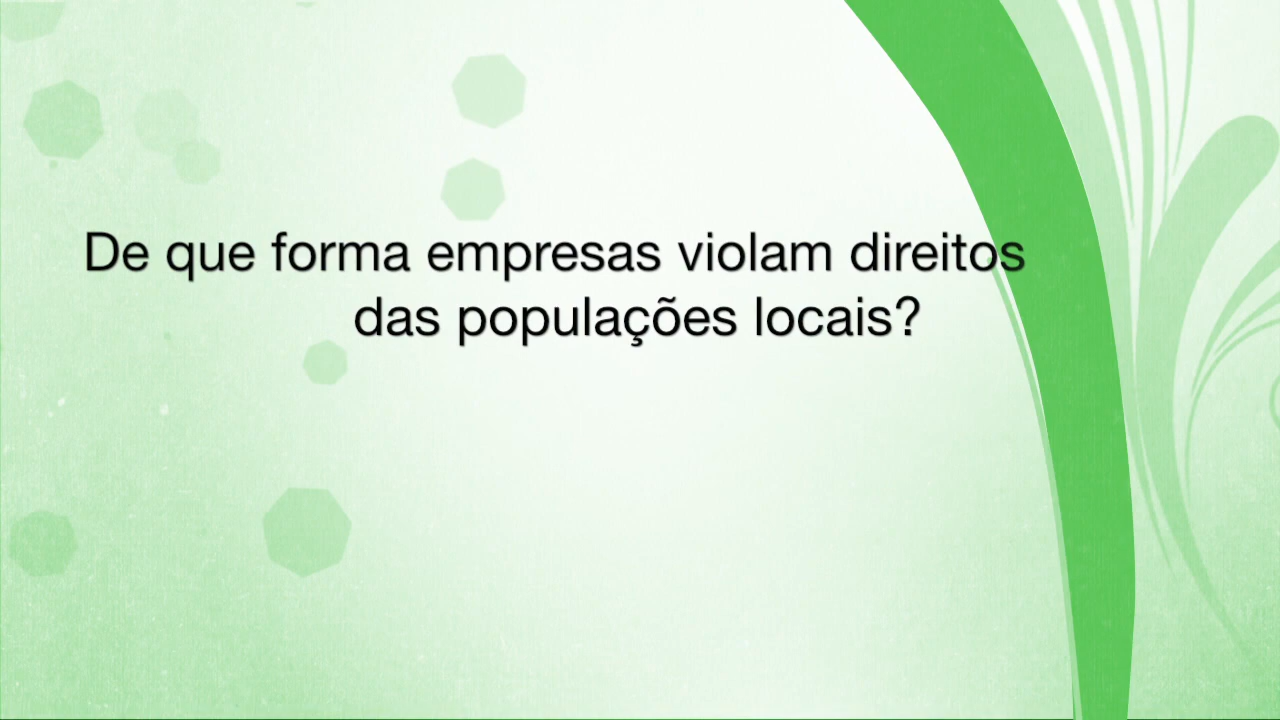 De que forma empresas violam direitos
das populações locais?